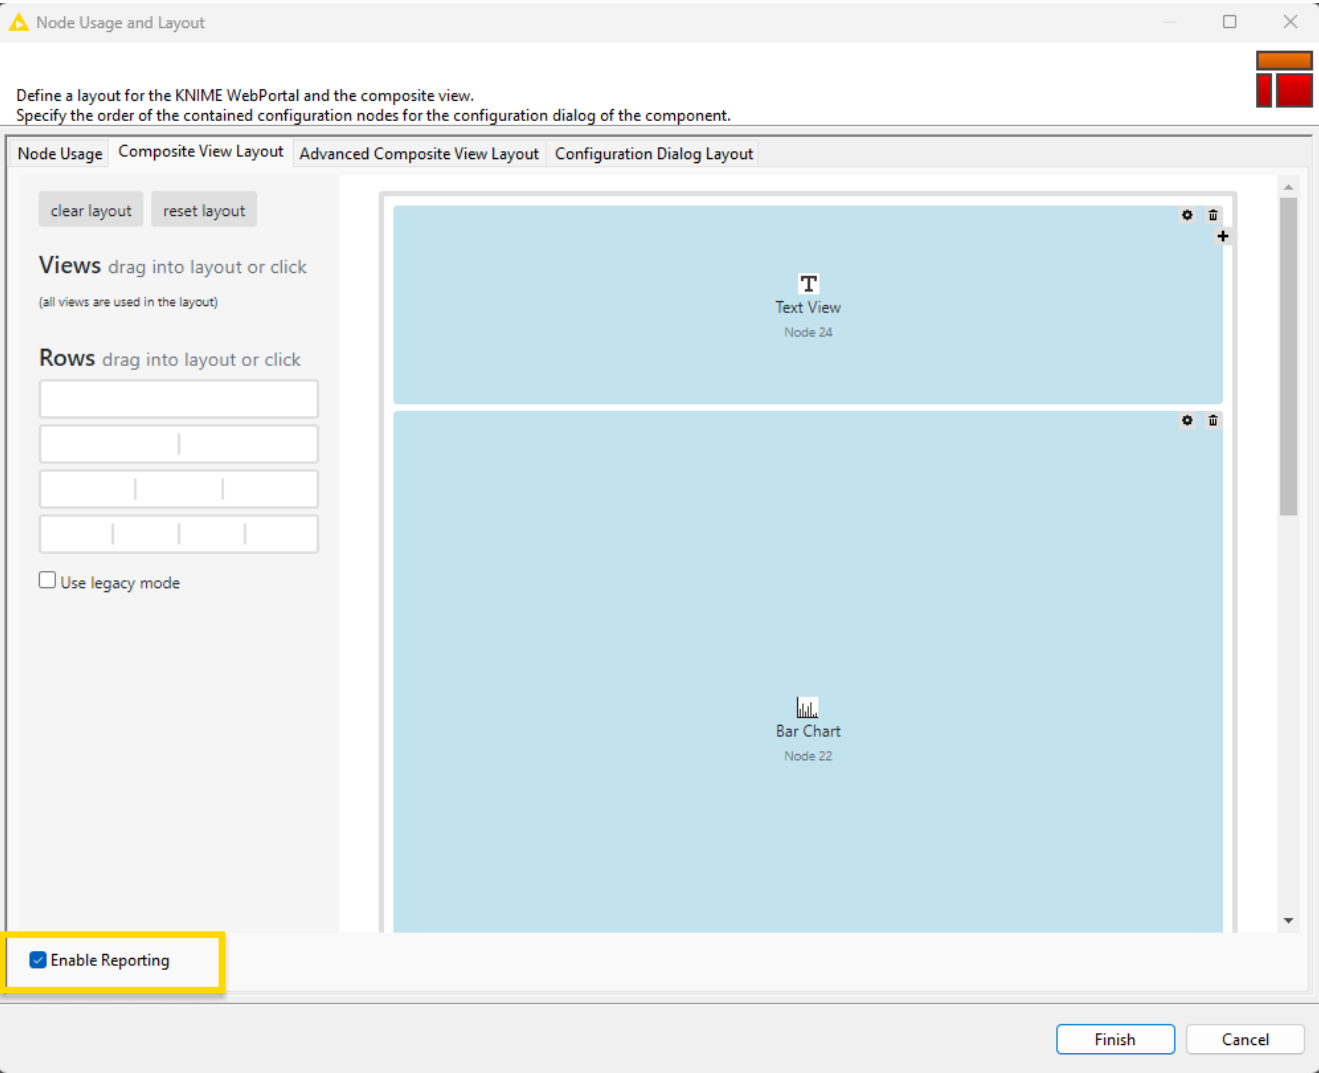 Node Usage and Layout
Define a layout for the KNIME WebPortal and the composite view.
Specify the order of the contained configuration nodes for the configuration dialog of the component.
Node Usage Composite View Layout Advanced Composite View Layout Configuration Dialog Layout
clear layout reset layout
Views drag into layout or click
(all views are used in the layout)
Rows drag into layout or click
Use legacy mode
T
Text View
Node 24
Bar Chart
Node 22
Enable Reporting
Finish Cancel